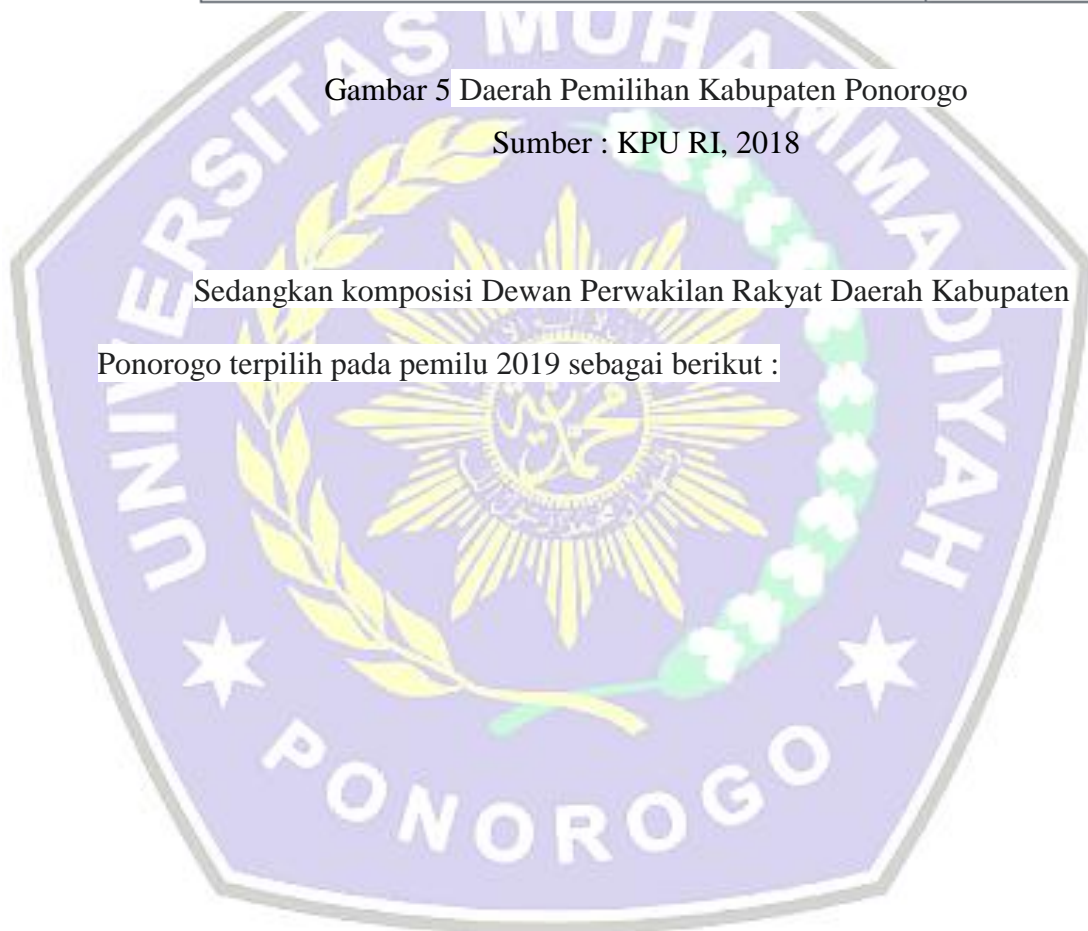 Gambar 5 Daerah Pemilihan Kabupaten Ponorogo
Sumber : KPU RI, 2018
Sedangkan komposisi Dewan Perwakilan Rakyat Daerah Kabupaten
Ponorogo terpilih pada pemilu 2019 sebagai berikut :
UNIVERSITAS MUHAMMADIYAH
PONOROGO